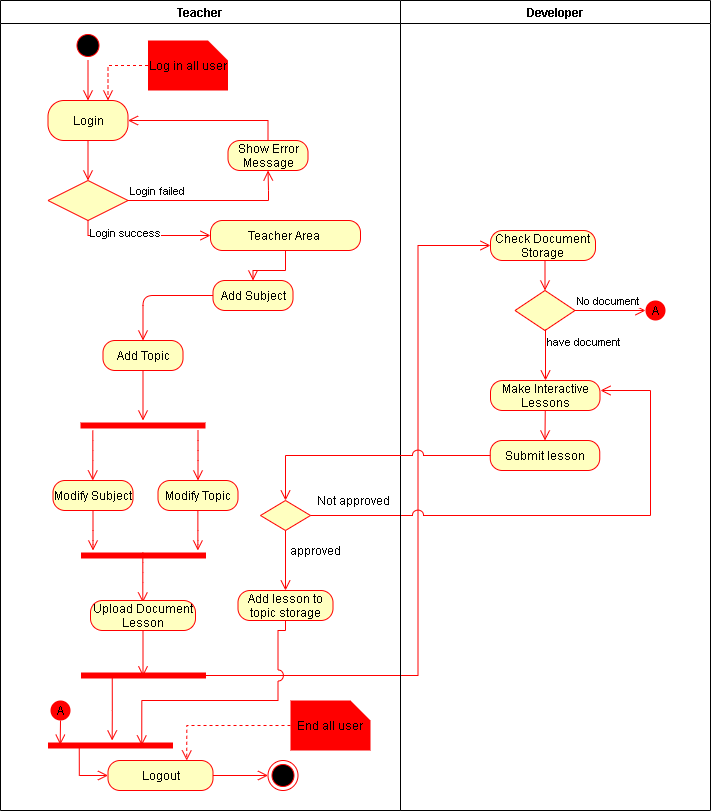 Teacher
Developer
Log in all user
Login
Show Error
Message
Login failed
Login success
Teacher Area
Check Document
Storage
Add Subject
No document
A
have document
Add Topic
Make Interactive
Lessons
Submit lesson
Modify Subject
Modify Topic
Not approved
approved
Upload Document
Lesson
Add lesson to
topic storage
A
End all user
Logout